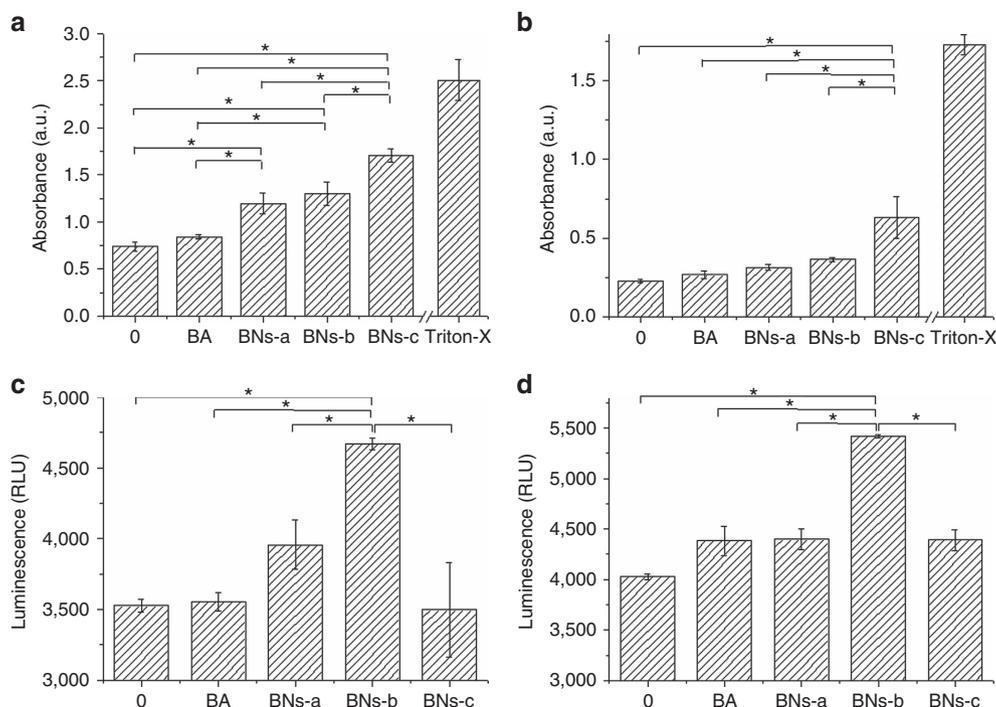 a
b
Absorbance (a.u.)
3.0
2.5
2.0
1.5
1.0
0.5
0.0
* * * * * * * * *
0 BA BNs-a BNs-b BNs-c Triton-X
Absorbance (a.u.)
1.5
1.0
0.5
0.0
* * * *
0 BA BNs-a BNs-b BNs-c Triton-X
c
d
Luminescence (RLU)
5,000
4,500
4,000
3,500
3,000
* * * *
0 BA BNs-a BNs-b BNs-c
Luminescence (RLU)
5,500
5,000
4,500
4,000
3,500
3,000
* * * *
0 BA BNs-a BNs-b BNs-c